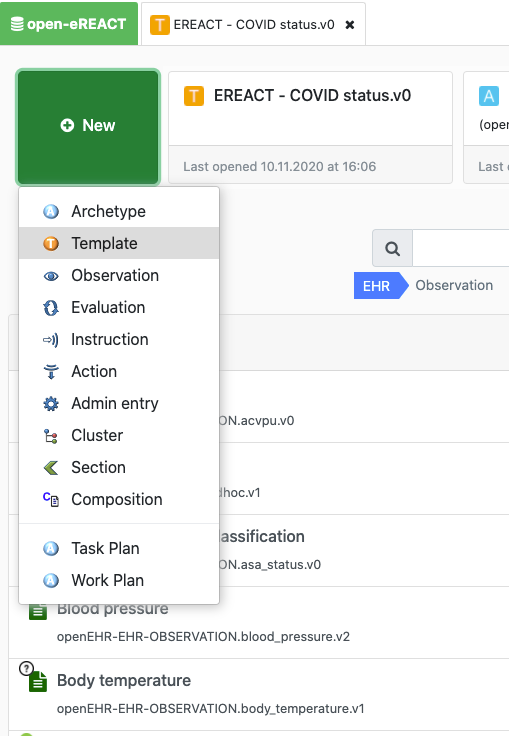 open-eREACT
T EREACT - COVID status.v0 ×
New
T EREACT - COVID status.v0
A
(oper
Last opened 10.11.2020 at 16:06
Last
A Archetype
T Template
Observation
Evaluation
Instruction
Action
Admin entry
Cluster
Section
C Composition
A Task Plan
A Work Plan
EHR Observation
ON.acvpu.v0
dhoc.v1
assification
ON.asa_status.v0
Blood pressure
openEHR-EHR-OBSERVATION.blood_pressure.v2
?
Body temperature
openEHR-EHR-OBSERVATION.body_temperature.v1